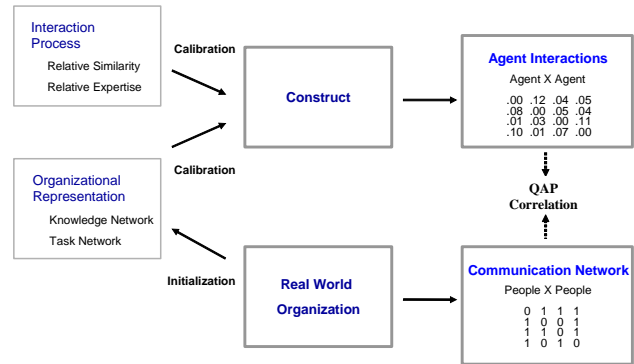 Interaction
Process
Relative Similarity
Relative Expertise
Calibration
Construct
Agent Interactions
Agent X Agent
.00 .12 .04 .05
.08 .00 .05 .04
.01 .03 .00 .11
.10 .01 .07 .00
Organizational
Representation
Knowledge Network
Task Network
Calibration
QAP
Correlation
Initialization
Real World
Organization
Communication Network
People X People
0 1 1 1
1 0 0 1
1 1 0 1
1 0 1 0